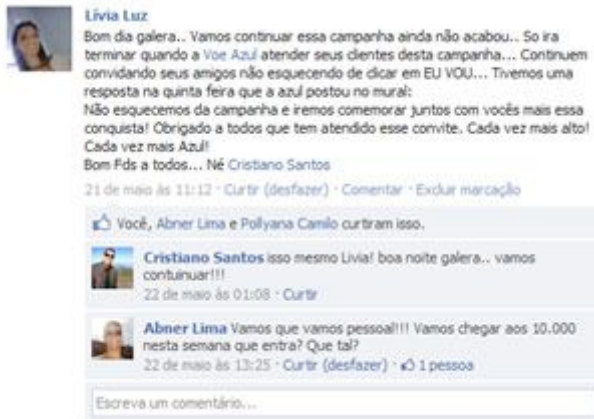 Lívia Luz
Bom dia galera.. Vamos continuar essa campanha ainda não acabou.. So ira
terminar quando a Voe Azul atender seus clientes desta campanha... Continuem
convidando seus amigos não esquecendo de clicar em EU VOU... Tivemos uma
resposta na quinta feira que a azul postou no mural:
Não esquecemos da campanha e iremos comemorar juntos com vocês mais essa
conquista! Obrigado a todos que tem atendido esse convite. Cada vez mais alto!
Cada vez mais Azul!
Bom Fds a todos... Né Cristiano Santos
21 de maio às 11:12 · Curtir (desfazer) · Comentar · Excluir marcação
Você, Abner Lima e Pollyana Camilo curtiram isso.
Cristiano Santos isso mesmo Livia! boa noite galera.. vamos
contuinuar!!!
22 de maio às 01:08 · Curtir
Abner Lima Vamos que vamos pessoal!!! Vamos chegar aos 10.000
nesta semana que entra? Que tal?
22 de maio às 13:25 · Curtir (desfazer) · 1 pessoa
Escreva um comentário...